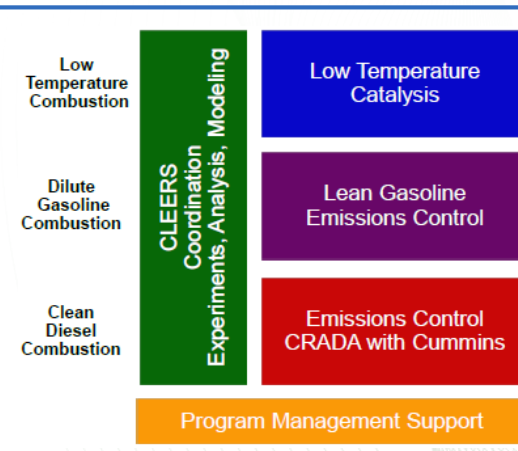 Low
Temperature
Combustion
Dilute
Gasoline
Combustion
Clean
Diesel
Combustion
CLEERS
Coordination
Experiments, Analysis, Modeling
Low Temperature
Catalysis
Lean Gasoline
Emissions Control
Emissions Control
CRADA with Cummins
Program Management Support